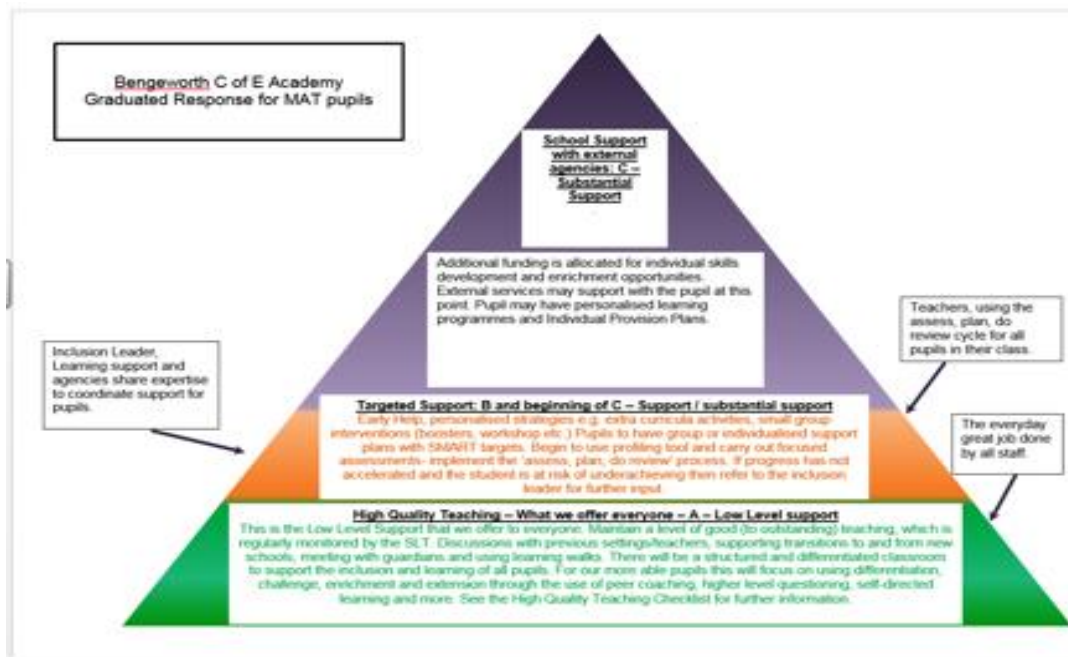 Bengeworth C of E Academy
Graduated Response for MAT pupils
School Support
with external
agencies: C –
Substantial
Support
Additional funding is allocated for individual skills
development and enrichment opportunities.
External services may support with the pupil at this
point. Pupil may have personalised learning
programmes and Individual Provision Plans.
Teachers, using the
assess, plan, do
review cycle for all
pupils in their class.
Inclusion Leader,
Learning support and
agencies share expertise
to coordinate support for
pupils.
Targeted Support: B and beginning of C – Support / substantial support
Early Help, personalised strategies e.g. extra curricula activities, small group
interventions (boosters, workshop etc.) Pupils to have group or individualised support
plans with SMART targets. Begin to use profiling tool and carry out focused
assessments- implement the 'assess, plan, do review' process. If progress has not
accelerated and the student is at risk of underachieving then refer to the inclusion
leader for further input.
The everyday
great job done
by all staff.
High Quality Teaching – What we offer everyone – A – Low Level support
This is the Low Level Support that we offer to everyone. Maintain a level of good (to outstanding) teaching, which is
regularly monitored by the SLT. Discussions with previous settings/teachers, supporting transitions to and from new
schools, meeting with guardians and using learning walks. There will be a structured and differentiated classroom
to support the inclusion and learning of all pupils. For our more able pupils this will focus on using differentiation,
challenge, enrichment and extension through the use of peer coaching, higher level questioning, self-directed
learning and more. See the High Quality Teaching Checklist for further information.